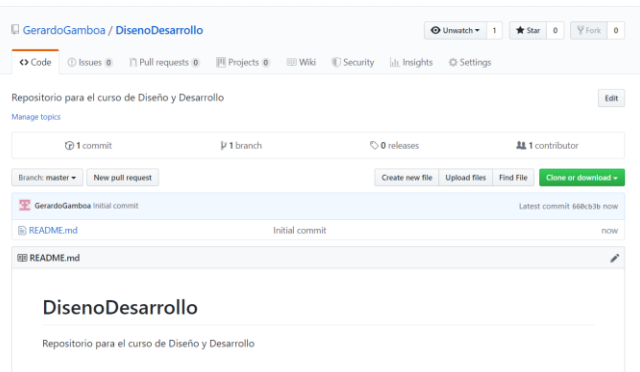 GerardoGamboa / DisenoDesarrollo
Unwatch 1 Star 0 Fork 0
Code Issues 0 Pull requests 0 Projects 0 Wiki Security Insights Settings
Repositorio para el curso de Diseño y Desarrollo Edit
Manage topics
1 commit 1 branch 0 releases 1 contributor
Branch: master New pull request Create new file Upload files Find File Clone or download
GerardoGamboa Initial commit Latest commit 660cb3b now
README.md Initial commit now
README.md
DisenoDesarrollo
Repositorio para el curso de Diseño y Desarrollo